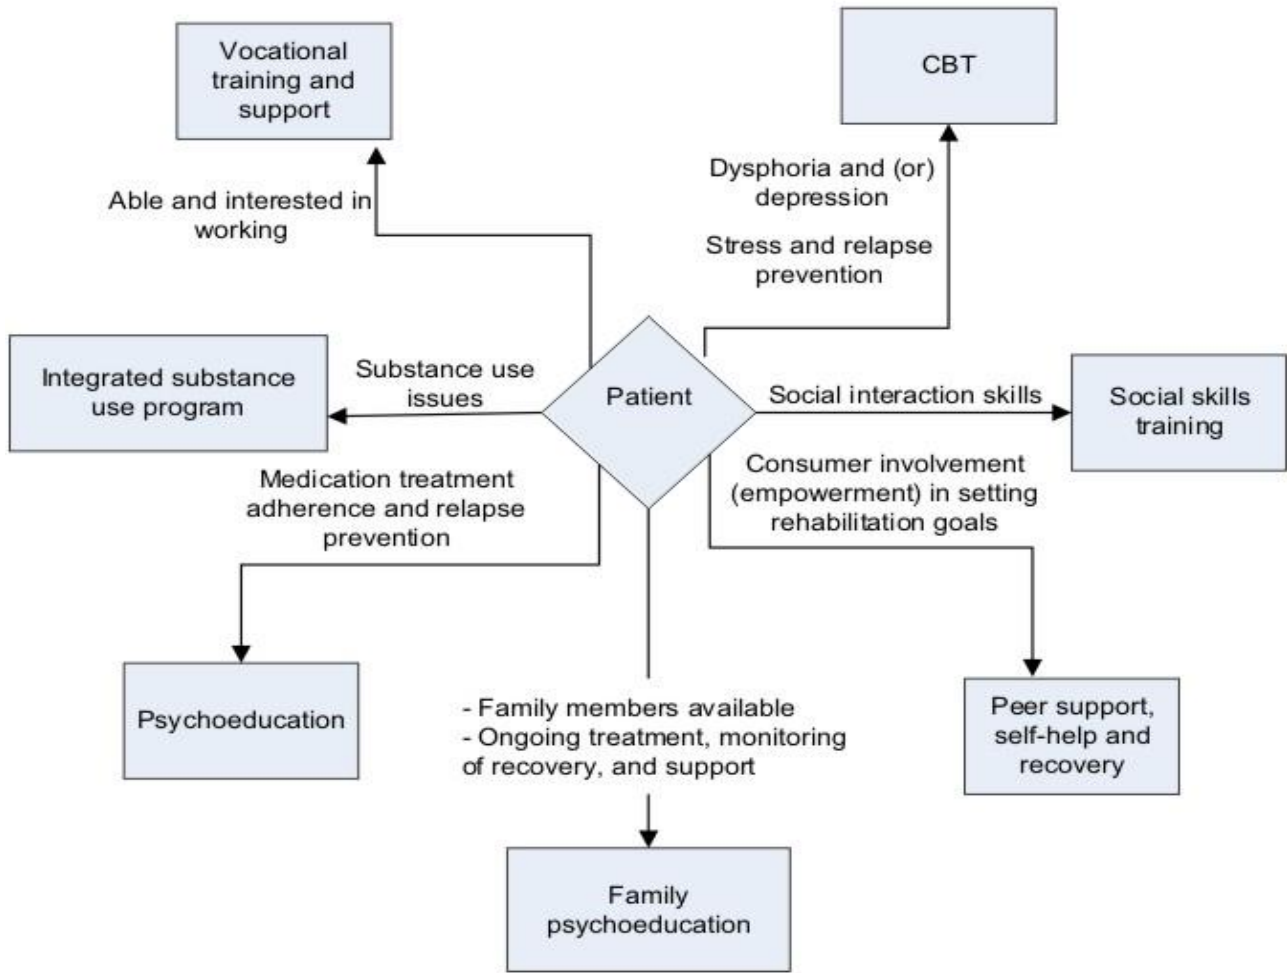 Vocational
training and
support
CBT
Able and interested in
working
Dysphoria and (or)
depression
Stress and relapse
prevention
Integrated substance
use program
Substance use
issues
Patient
Social interaction skills
Social skills
training
Medication treatment
adherence and relapse
prevention
Consumer involvement
(empowerment) in setting
rehabilitation goals
Psychoeducation
- Family members available
- Ongoing treatment, monitoring
of recovery, and support
Peer support,
self-help and
recovery
Family
psychoeducation